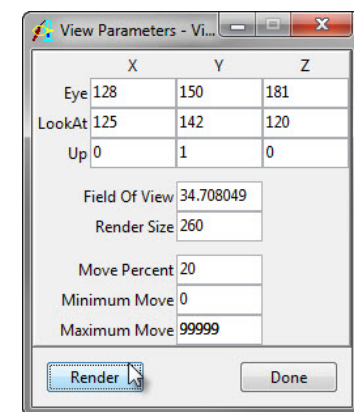 View Parameters - Vi...
X Y Z
Eye 128 150 181
LookAt 125 142 120
Up 0 1 0
Field Of View 34.708049
Render Size 260
Move Percent 20
Minimum Move 0
Maximum Move 99999
Render Done